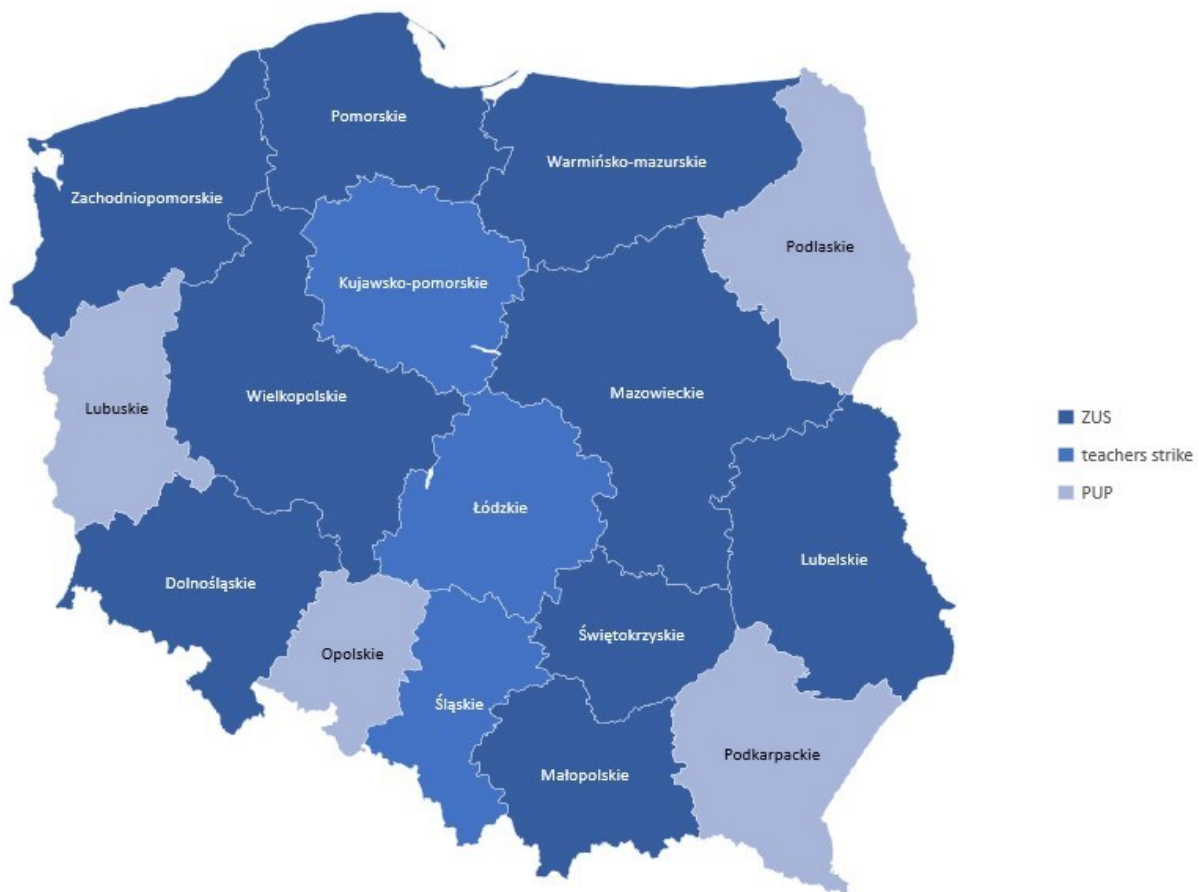 Pomorskie
Warmińsko-mazurskie
Zachodniopomorskie
Podlaskie
Kujawsko-pomorskie
Mazowieckie
Wielkopolskie
Lubuskie
ZUS
teachers strike
PUP
Łódzkie
Lubelskie
Dolnośląskie
Świętokrzyskie
Opolskie
Śląskie
Podkarpackie
Małopolskie